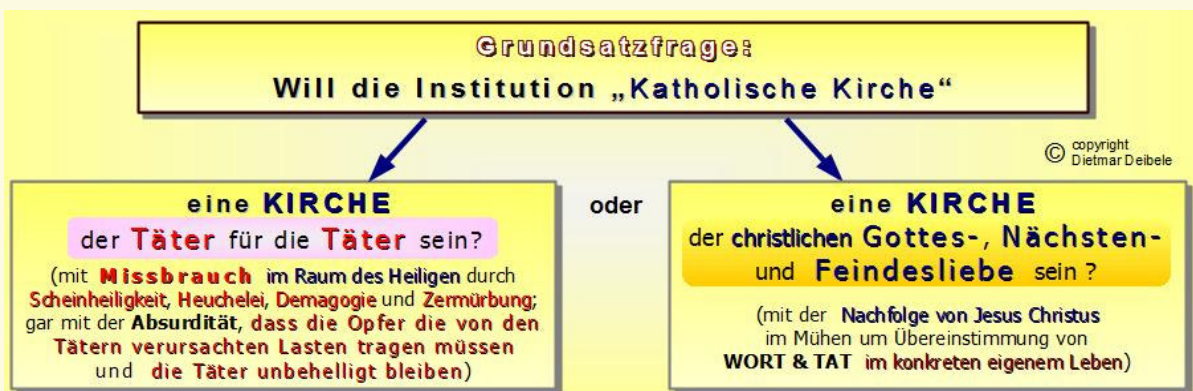 Grundsatzfrage:
Will die Institution „Katholische Kirche“
© copyright
Dietmar Deibele
eine KIRCHE
der Täter für die Täter sein?
(mit Missbrauch im Raum des Heiligen durch
Scheinheiligkeit, Heuchelei, Demagogie und Zermürbung;
gar mit der Absurdität, dass die Opfer die von den
Tätern verursachten Lasten tragen müssen
und die Täter unbehelligt bleiben)
oder
eine KIRCHE
der christlichen Gottes-, Nächsten-
und Feindesliebe sein ?
(mit der Nachfolge von Jesus Christus
im Mühen um Übereinstimmung von
WORT & TAT im konkreten eigenem Leben)